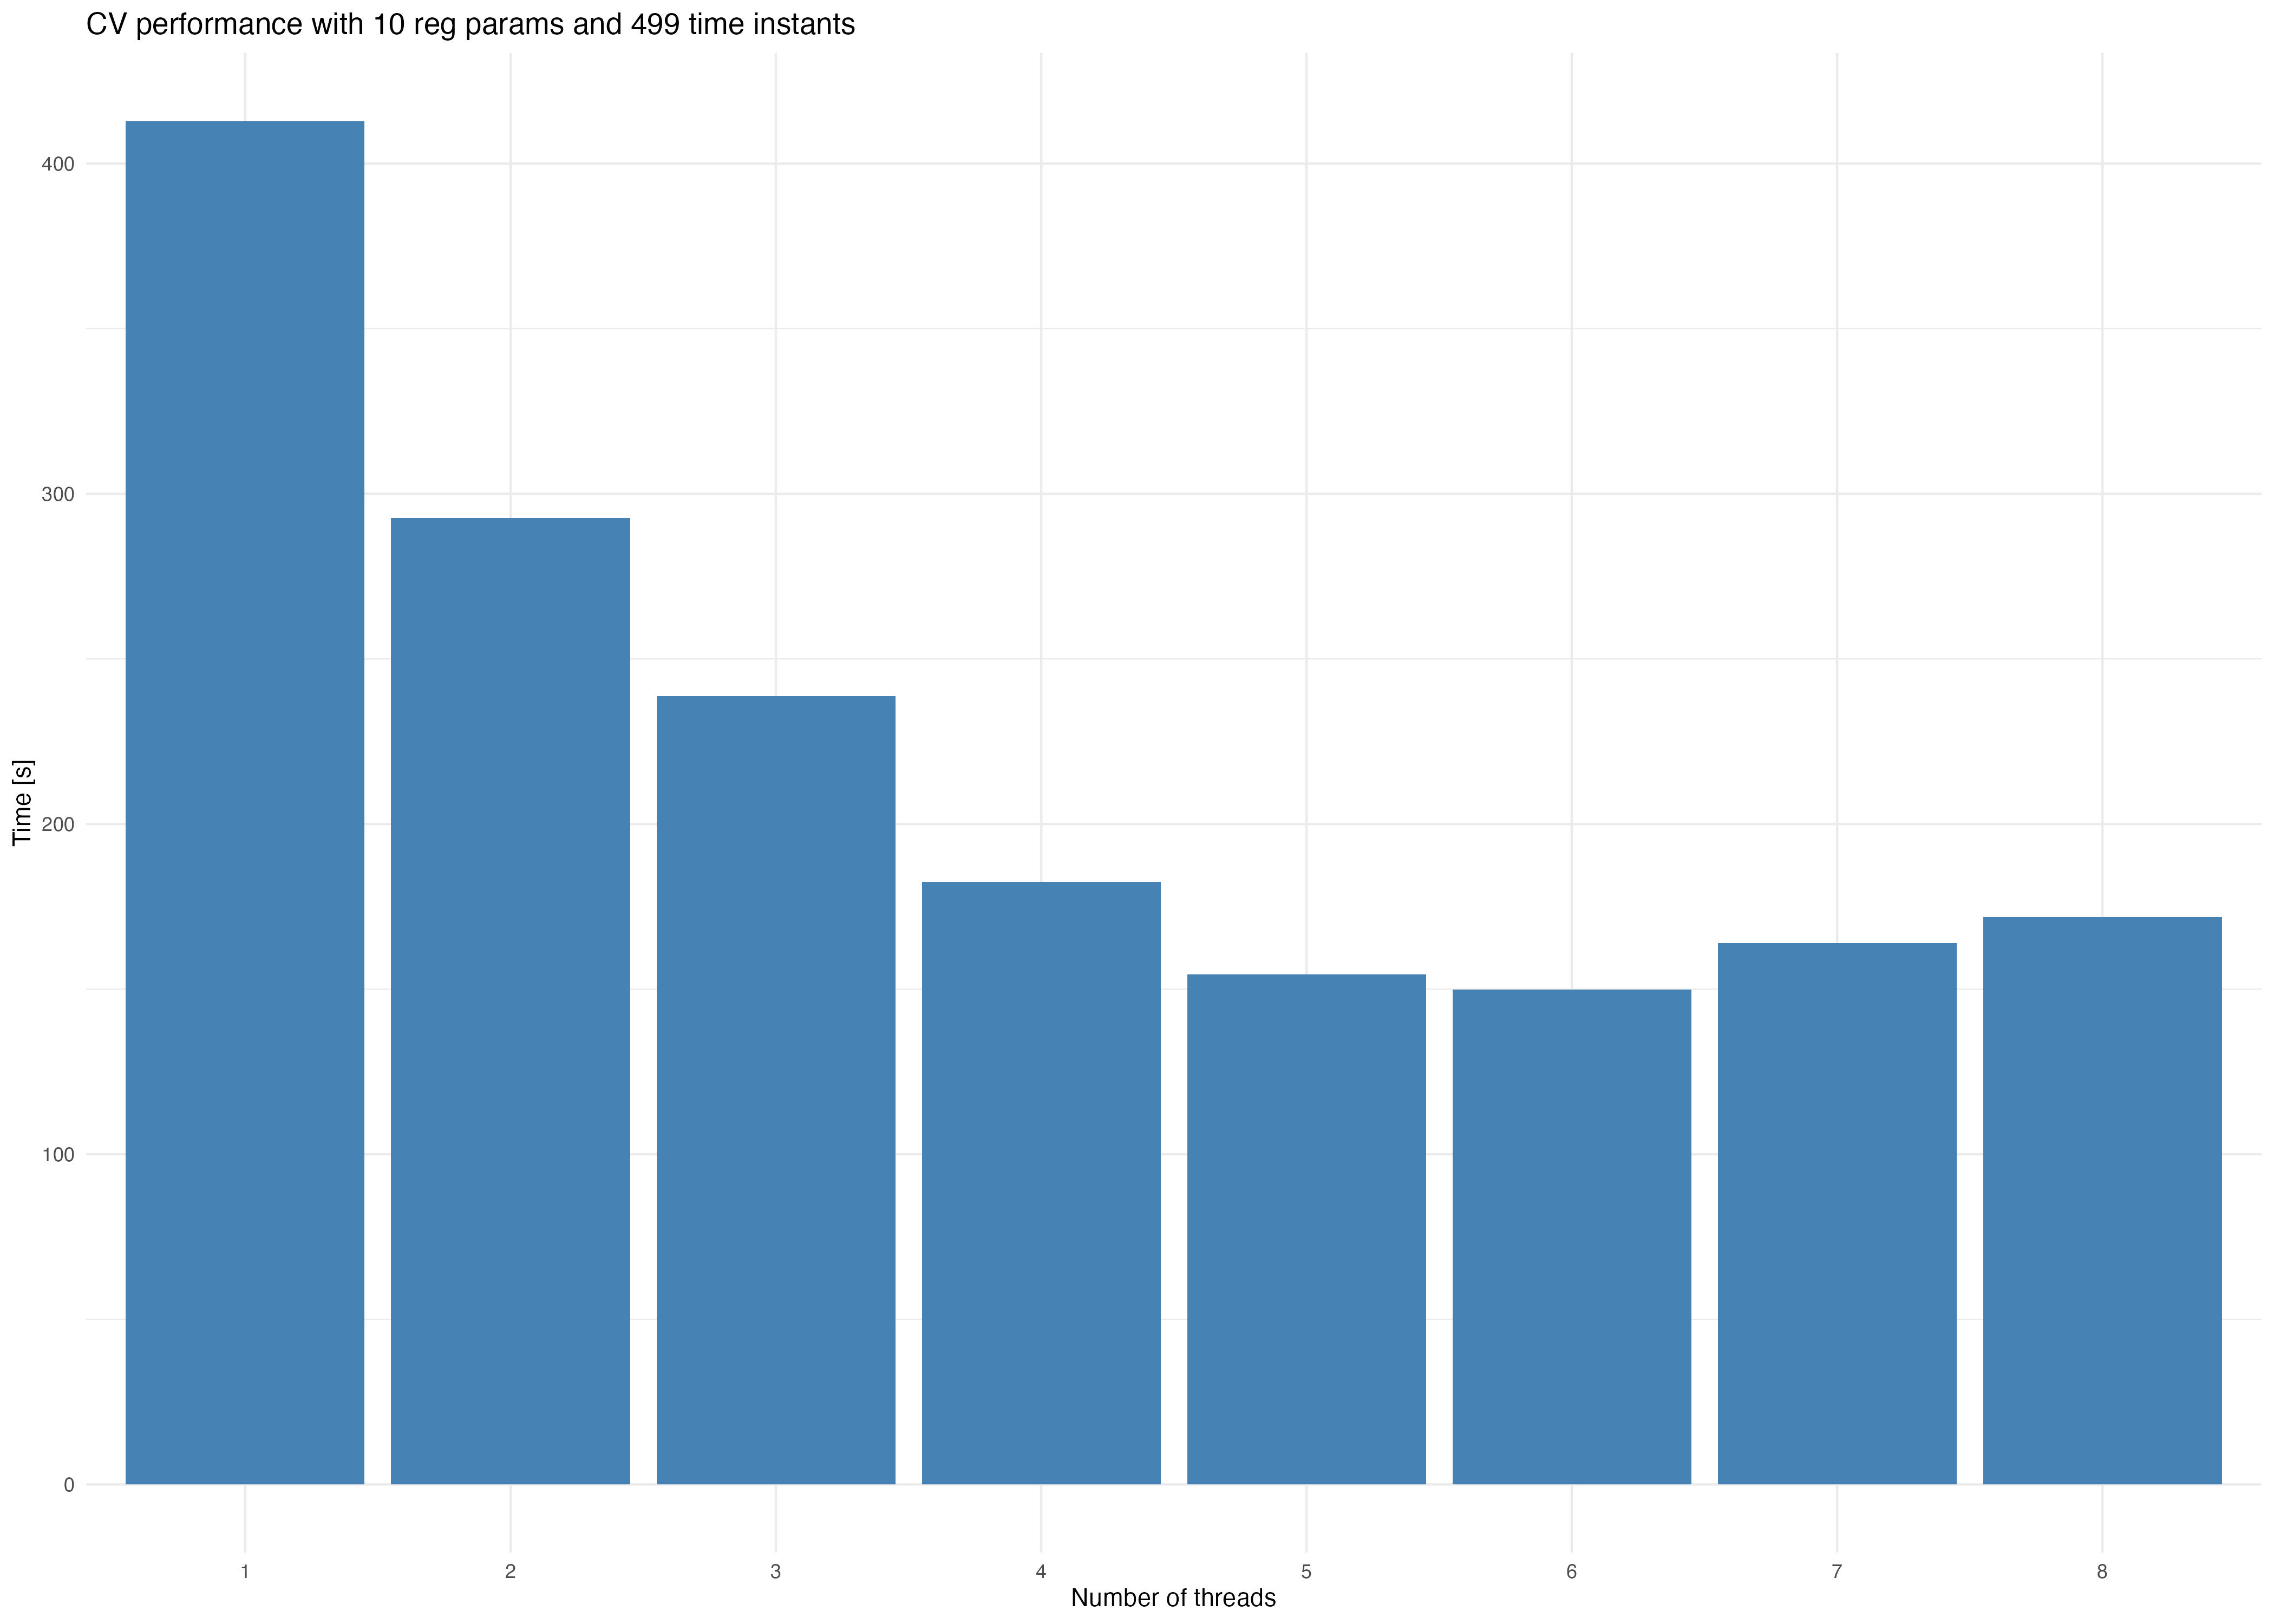 CV performance with 10 reg params and 499 time instants
Time [s]
400
300
200
100
0
1 2 3 4 5 6 7 8
Number of threads